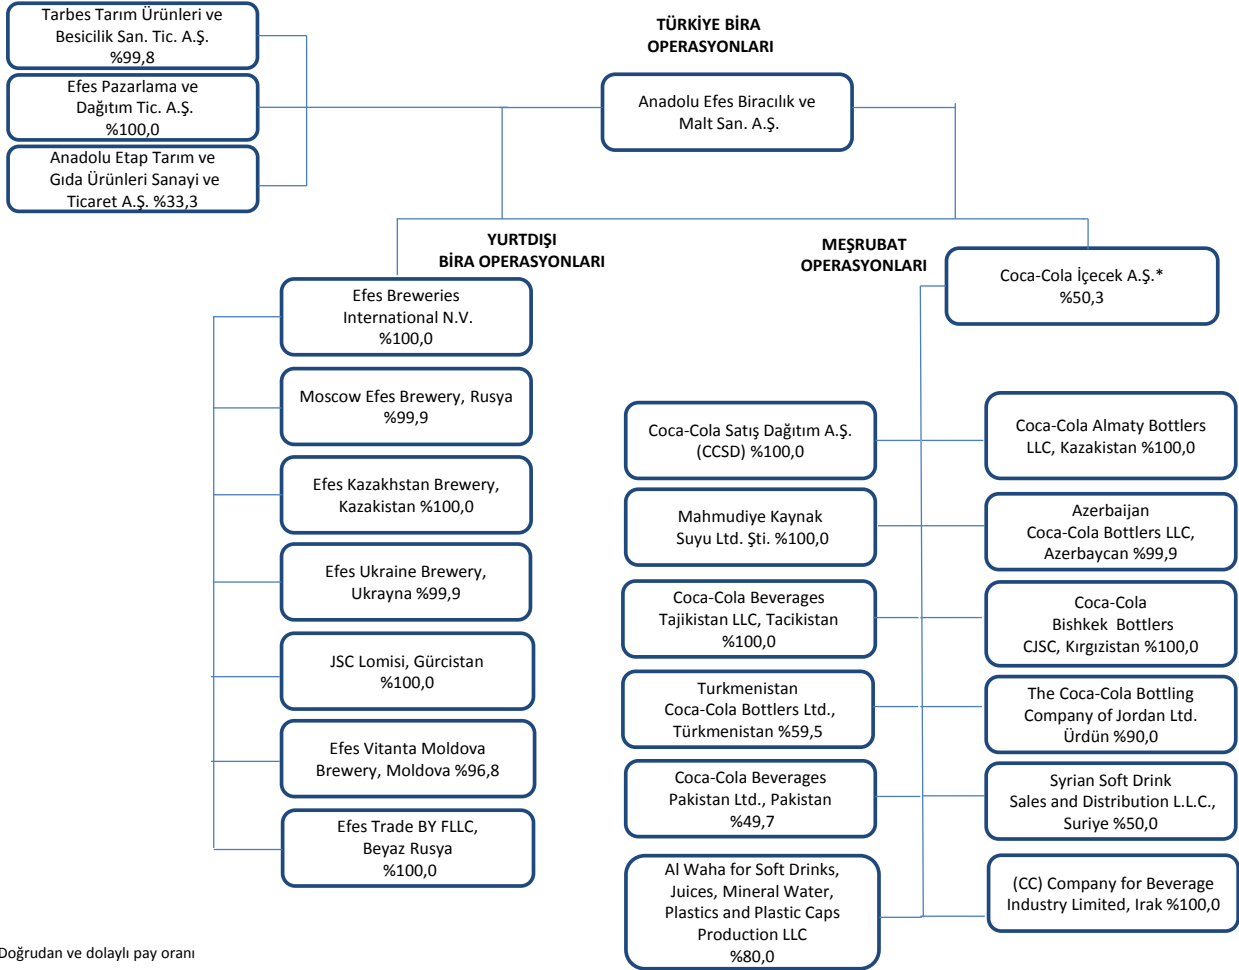 Tarbes Tarım Ürünleri ve
Besicilik San. Tic. A.Ş.
%99,8
Efes Pazarlama ve
Dağıtım Tic. A.Ş.
%100,0
Anadolu Etap Tarım ve
Gıda Ürünleri Sanayi ve
Ticaret A.Ş. %33,3
TÜRKİYE BİRA
OPERASYONLARI
Anadolu Efes Biracılık ve
Malt San. A.Ş.
YURTDIŞI
BİRA OPERASYONLARI
Efes Breweries
International N.V.
%100,0
Moscow Efes Brewery, Rusya
%99,9
Efes Kazakhstan Brewery,
Kazakistan %100,0
Efes Ukraine Brewery,
Ukrayna %99,9
JSC Lomisi, Gürcistan
%100,0
Efes Vitanta Moldova
Brewery, Moldova %96,8
Efes Trade BY FLLC,
Beyaz Rusya
%100,0
MEŞRUBAT
OPERASYONLARI
Coca-Cola İçecek A.Ş.*
%50,3
Coca-Cola Satış Dağıtım A.Ş.
(CCSD) %100,0
Mahmudiye Kaynak
Suyu Ltd. Şti. %100,0
Coca-Cola Beverages
Tajikistan LLC, Tacikistan
%100,0
Turkmenistan
Coca-Cola Bottlers Ltd.,
Türkmenistan %59,5
Coca-Cola Beverages
Pakistan Ltd., Pakistan
%49,7
Al Waha for Soft Drinks,
Juices, Mineral Water,
Plastics and Plastic Caps
Production LLC
%80,0
Coca-Cola Almaty Bottlers
LLC, Kazakistan %100,0
Azerbaijan
Coca-Cola Bottlers LLC,
Azerbaycan %99,9
Coca-Cola
Bishkek Bottlers
CJSC, Kırgızistan %100,0
The Coca-Cola Bottling
Company of Jordan Ltd.
Ürdün %90,0
Syrian Soft Drink
Sales and Distribution L.L.C.,
Suriye %50,0
(CC) Company for Beverage
Industry Limited, Irak %100,0
Doğrudan ve dolaylı pay oranı